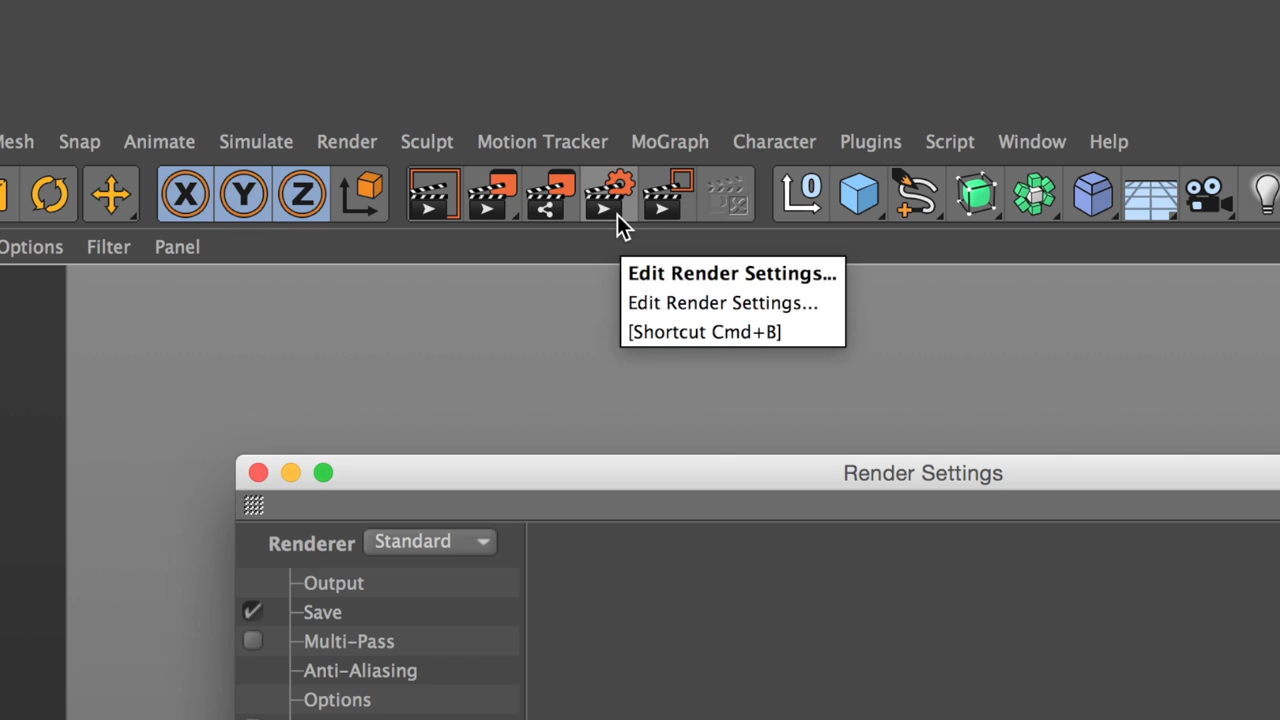 Mesh Snap Animate Simulate Render Sculpt Motion Tracker MoGraph Character Plugins Script Window Help
X Y Z 0
Options Filter Panel
Edit Render Settings...
Edit Render Settings...
[Shortcut Cmd+B]
Render Settings
Renderer Standard
Output
Save
Multi-Pass
Anti-Aliasing
Options